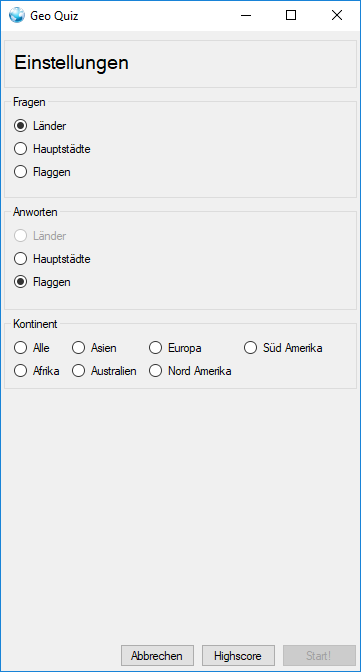 Geo Quiz
Einstellungen
Fragen
Länder
Hauptstädte
Flaggen
Anworten
Länder
Hauptstädte
Flaggen
Kontinent
Alle Asien Europa Süd Amerika
Afrika Australien Nord Amerika
Abbrechen Highscore Start!